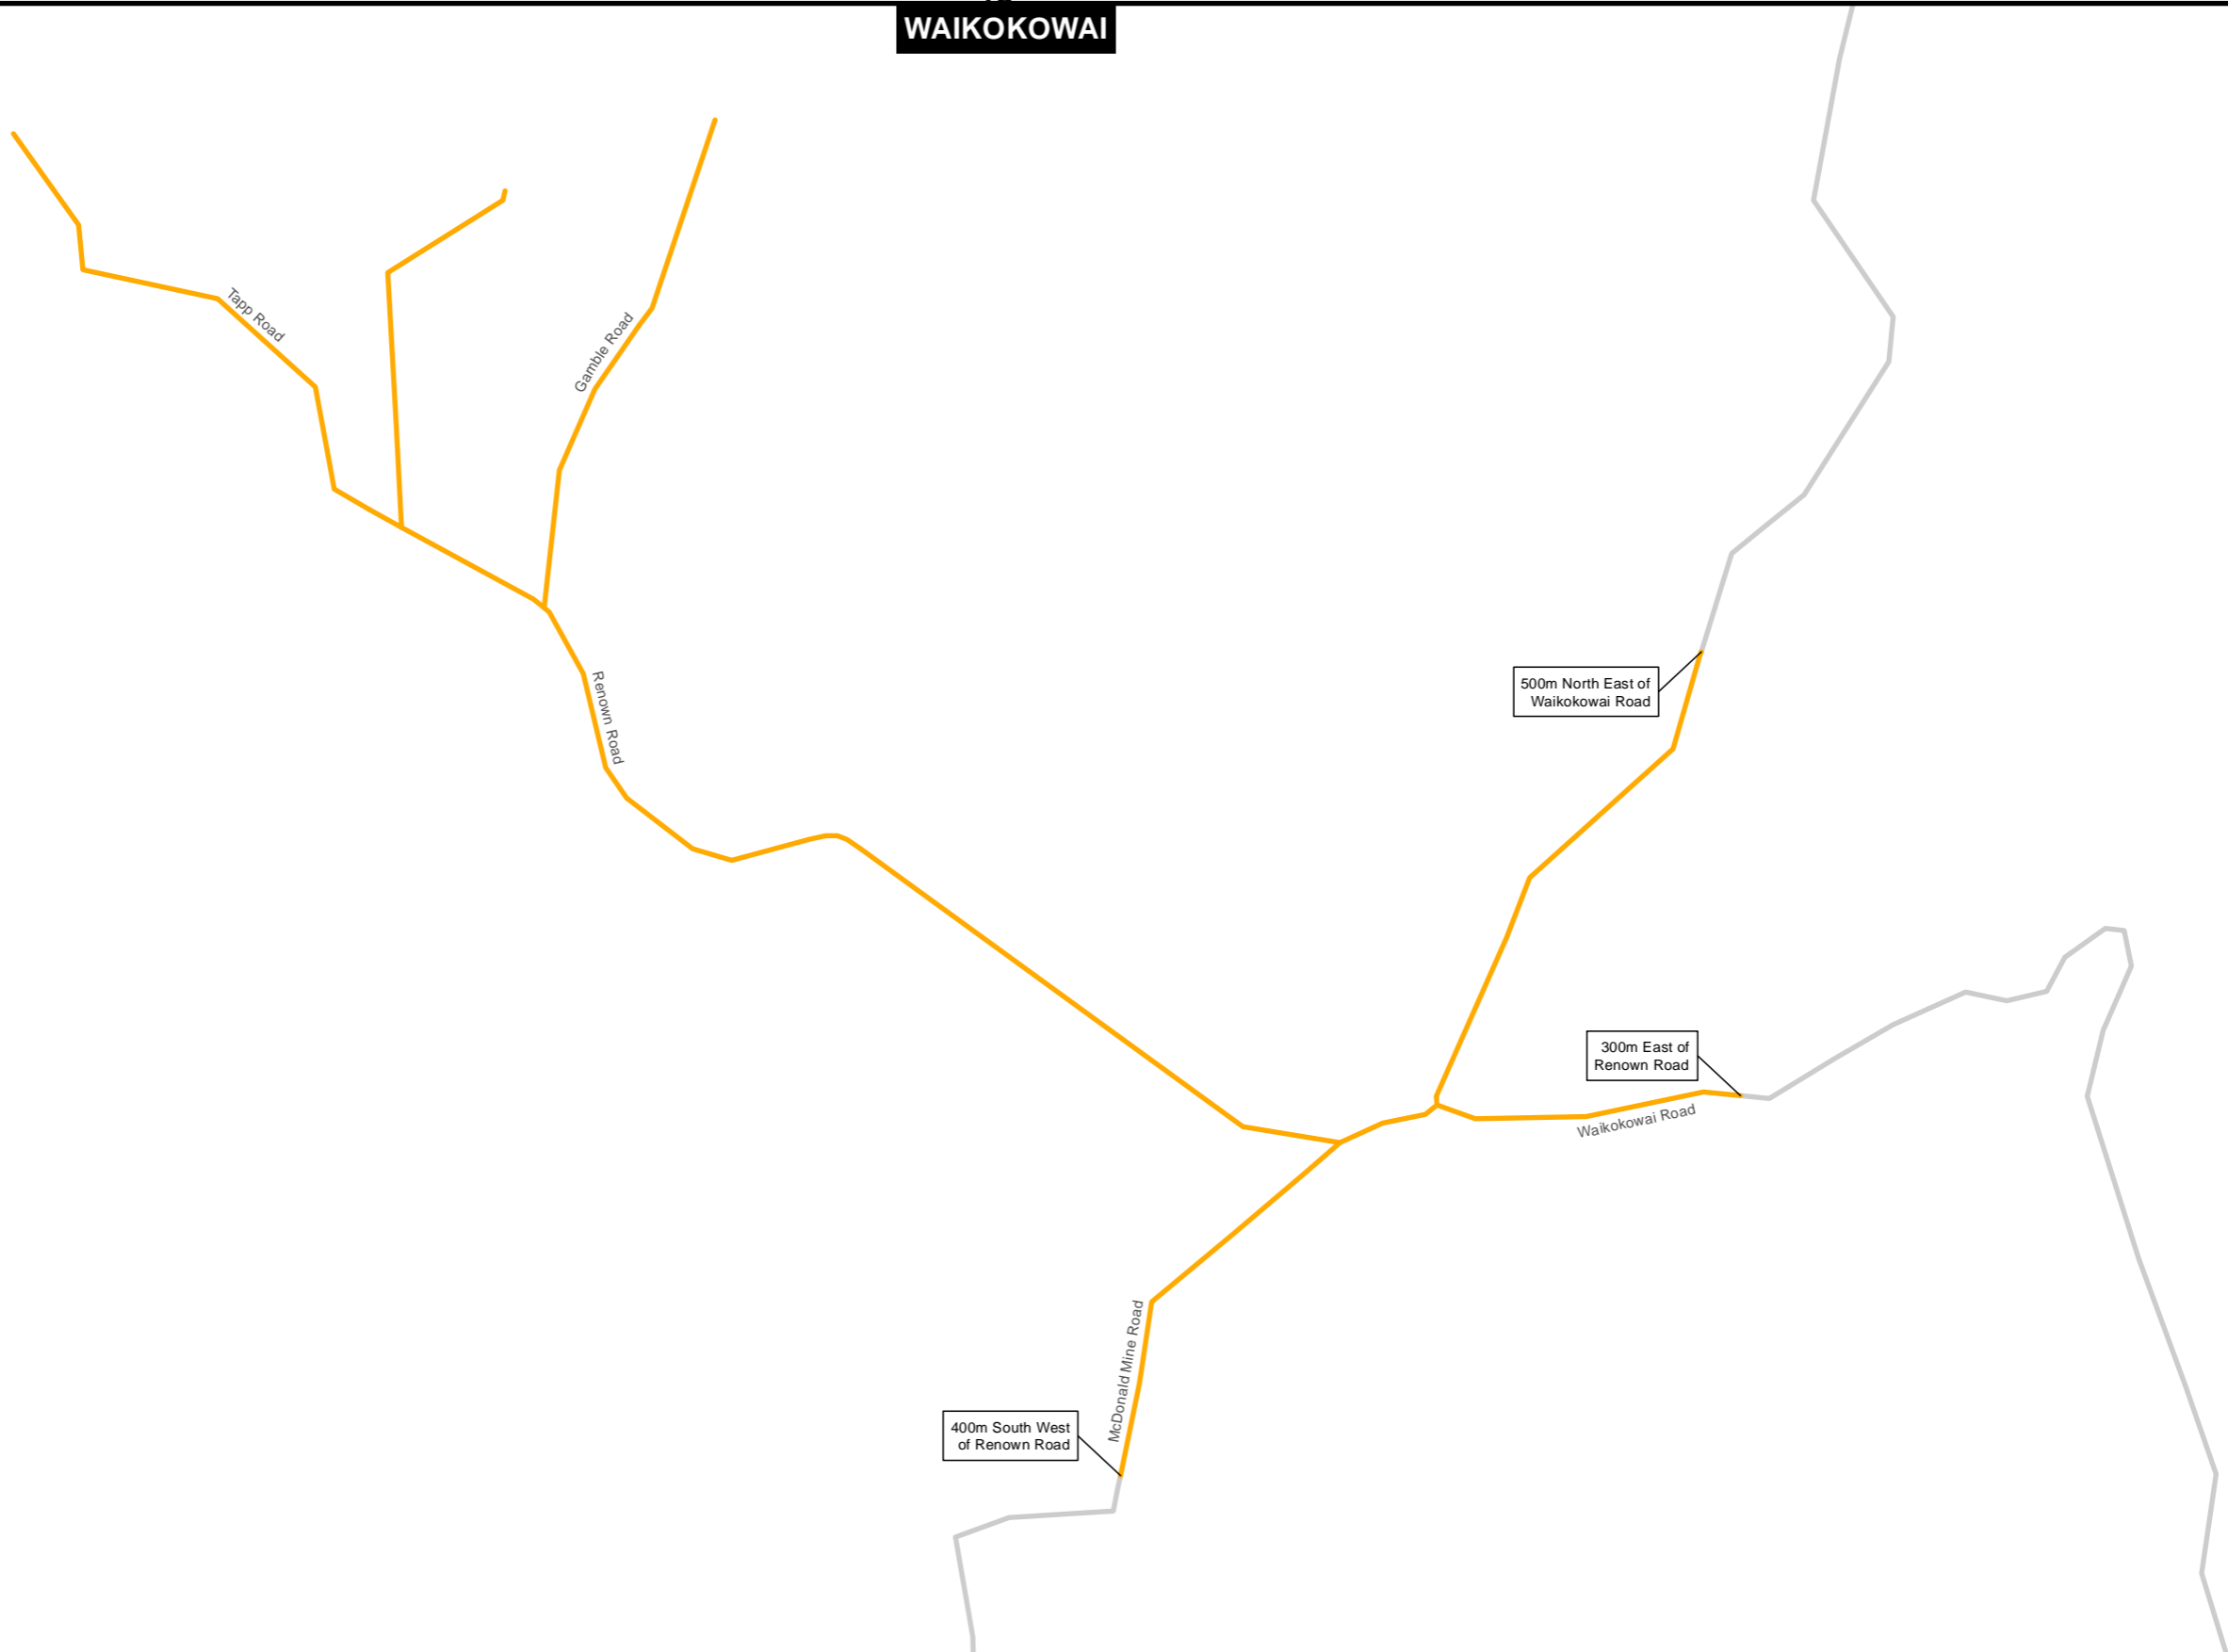 WAIKOKOWAI
Tapp Road
Gamble Road
Renown Road
500m North East of
Waikokowai Road
300m East of
Renown Road
Waikokowai Road
McDonald Mine Road
400m South West
of Renown Road